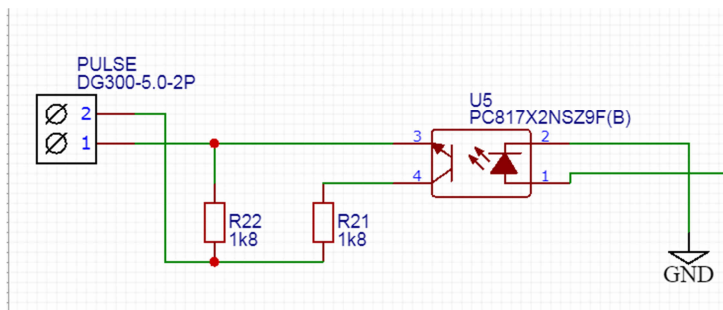 PULSE
DG300-5.0-2P
2
1
U5
PC817X2NSZ9F(B)
3
2
4
1
R22
1k8
R21
1k8
GND